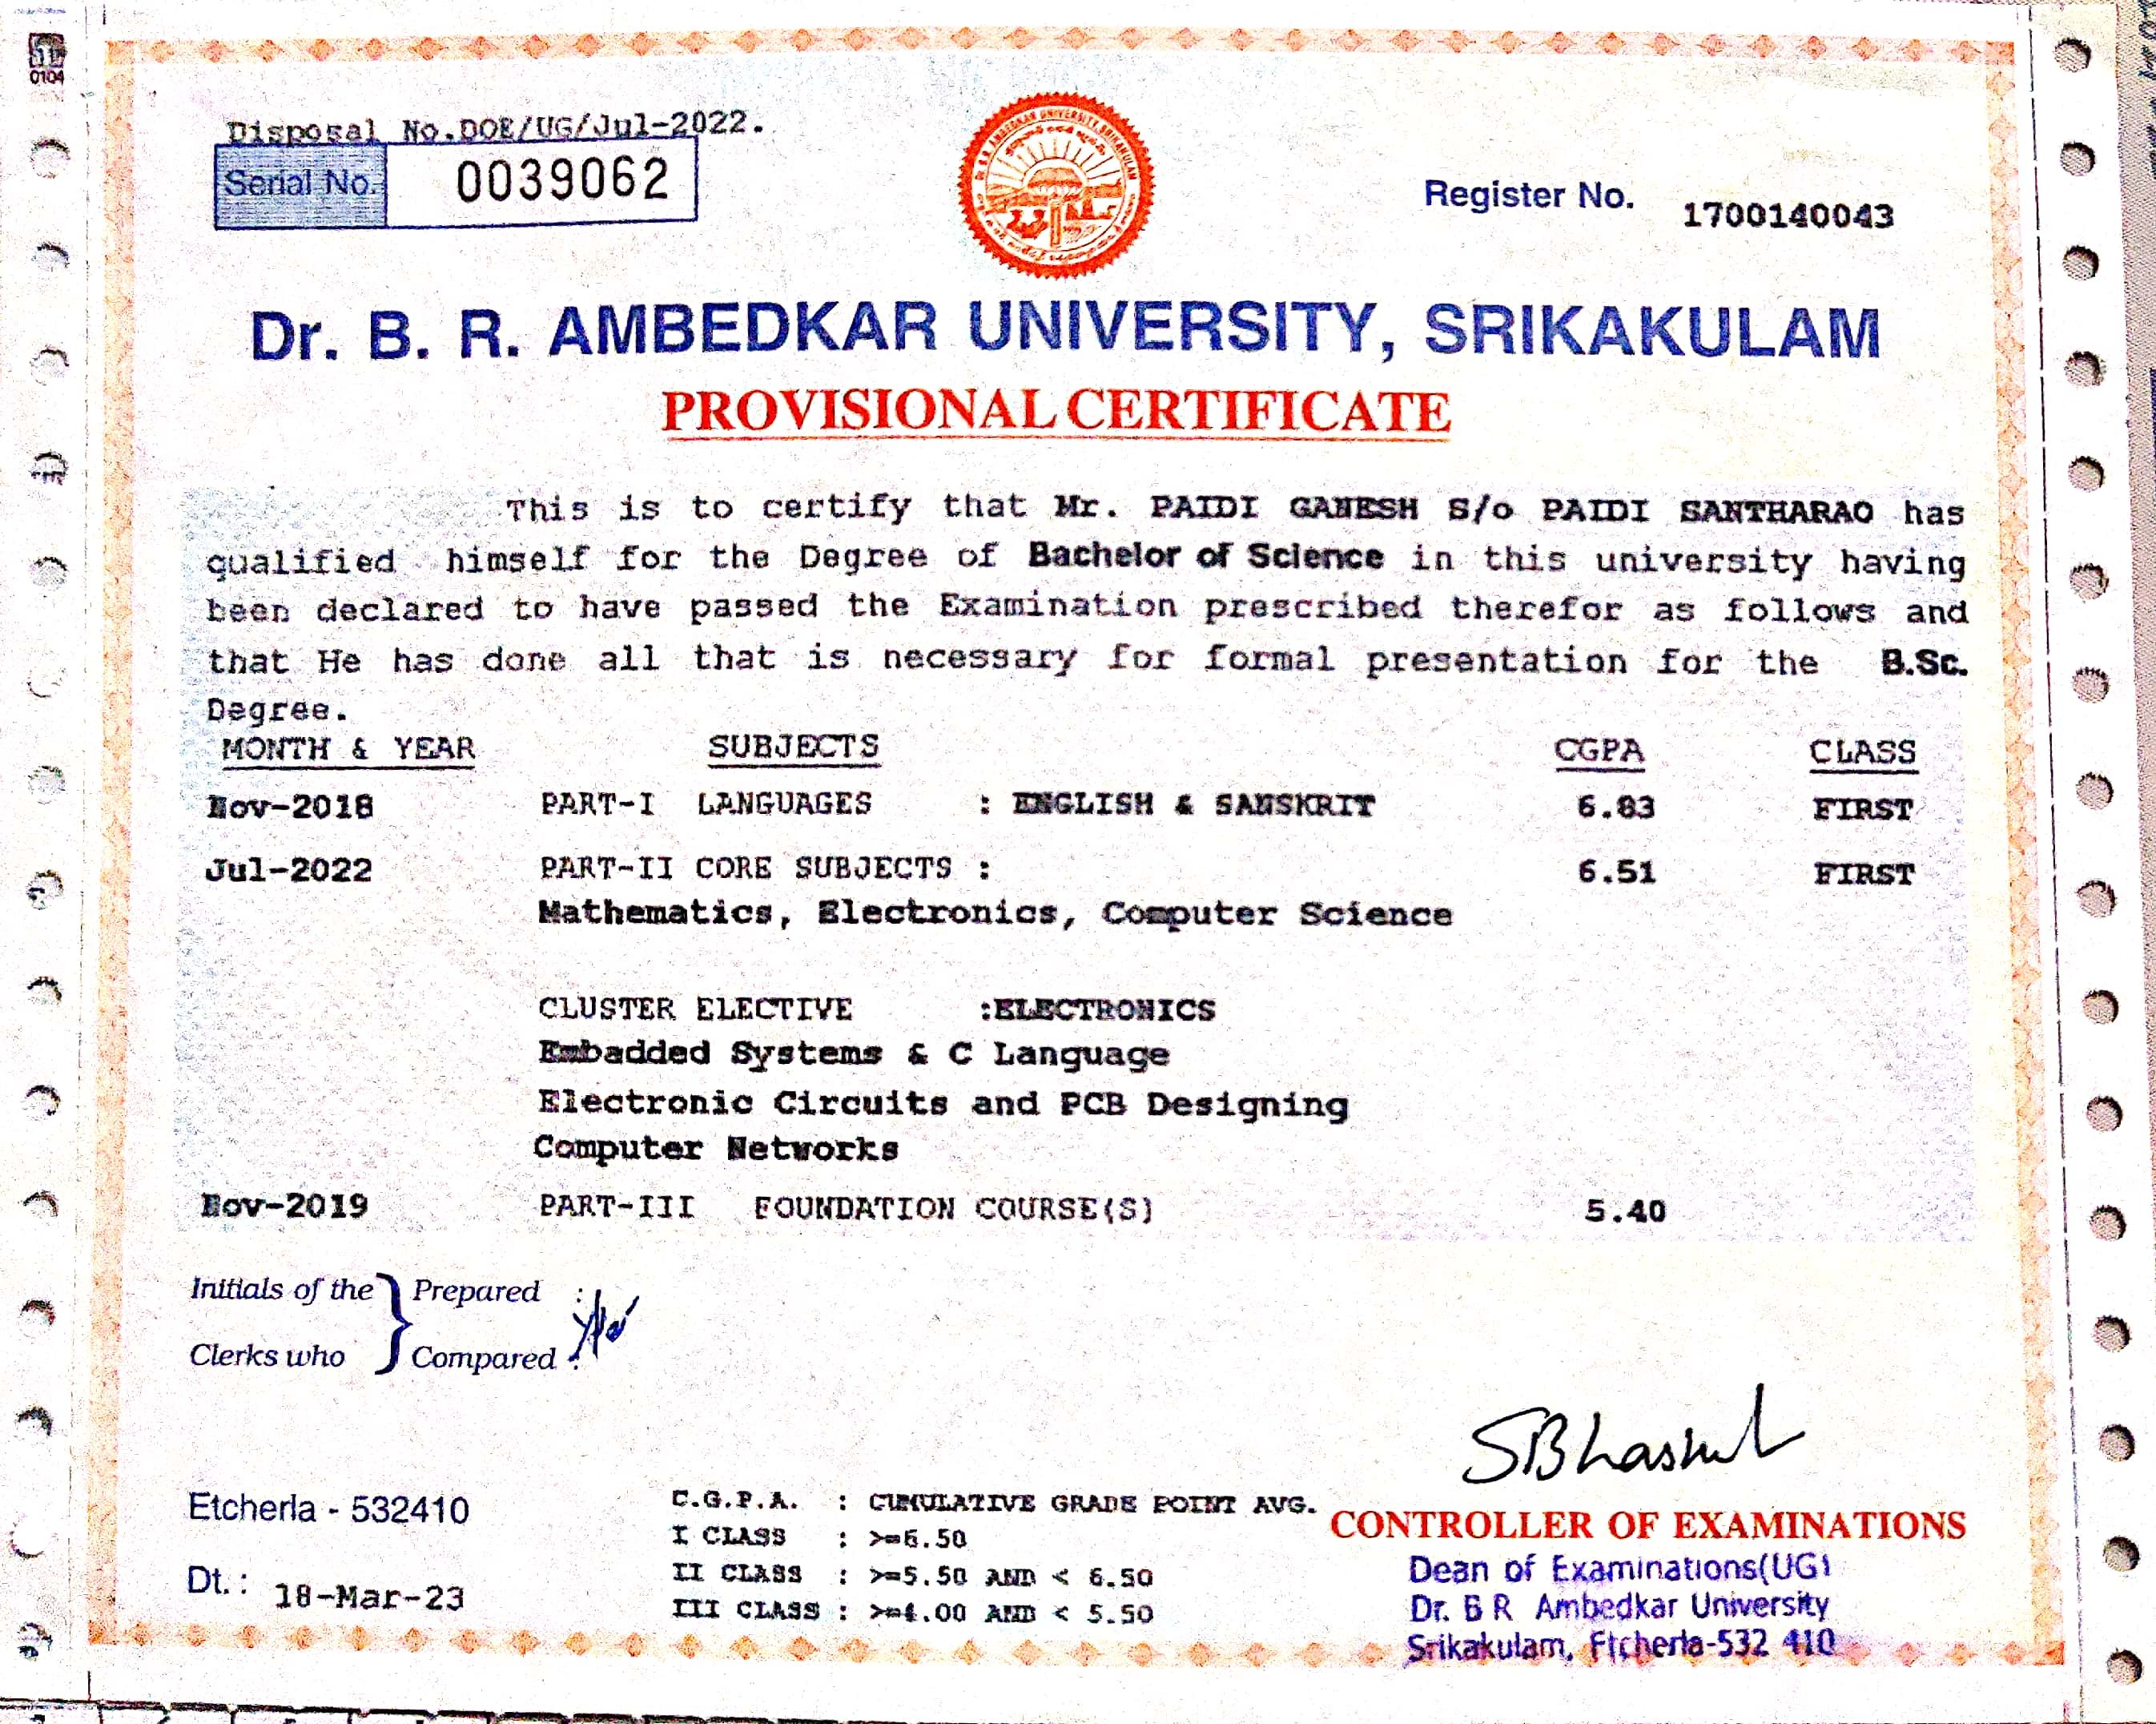 0104
Disposal No.DOE/UG/Jul-2022.
Serial No. 0039062
Dr. B.R. AMBEDKAR UNIVERSITY, SRIKAKULAM
Register No. 1700140043
Dr. B. R. AMBEDKAR UNIVERSITY, SRIKAKULAM
PROVISIONAL CERTIFICATE
This is to certify that Mr. PAIDI GANESH S/o PAIDI SANTHARAO has
qualified himself for the Degree of Bachelor of Science in this university having
been declared to have passed the Examination prescribed therefor as follows and
that He has done all that is necessary for formal presentation for the B.Sc.
Degree.
MONTH & YEAR SUBJECTS CGPA CLASS
Nov-2018 PART-I LANGUAGES : ENGLISH & SANSKRIT 6.83 FIRST
Jul-2022 PART-II CORE SUBJECTS : 6.51 FIRST
Mathematics, Electronics, Computer Science
CLUSTER ELECTIVE :ELECTRONICS
Embadded Systems & C Language
Electronic Circuits and PCB Designing
Computer Networks
Nov-2019 PART-III FOUNDATION COURSE(S) 5.40
Initials of the } Prepared :
Clerks who } Compared :
SBhaskar
Etcherla - 532410
C.G.P.A. : CUMULATIVE GRADE POINT AVG.
CONTROLLER OF EXAMINATIONS
I CLASS : >=6.50
Dean of Examinations(UG)
Dt. : 18-Mar-23
II CLASS : >=5.50 AND < 6.50
Dr. B R Ambedkar University
III CLASS : >=4.00 AND < 5.50
Srikakulam, Etcherla-532 410